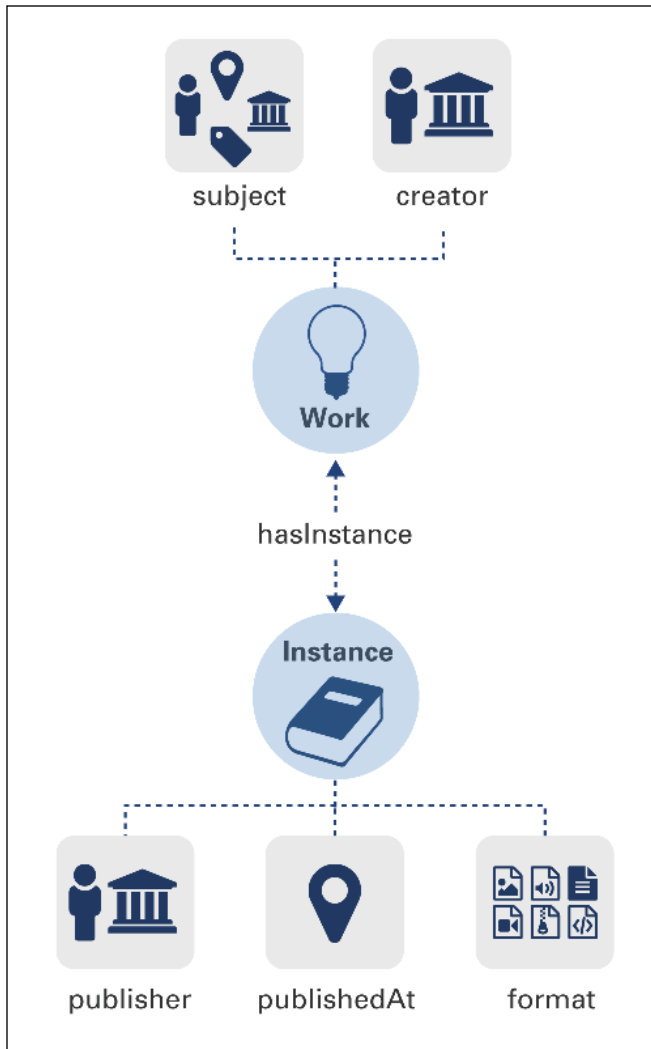 subject
creator
Work
hasInstance
Instance
publisher
publishedAt
format